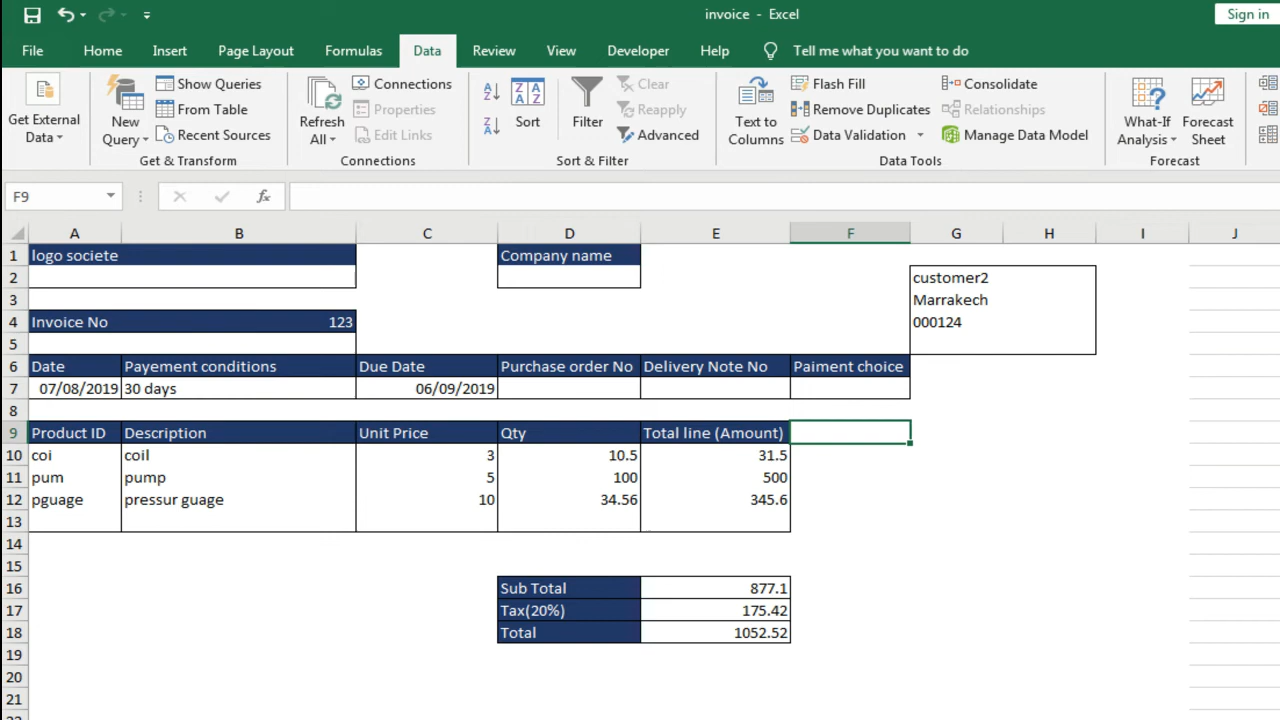 invoice - Excel
Sign in
File Home Insert Page Layout Formulas Data Review View Developer Help Tell me what you want to do
Get External Data
New Query
Show Queries
From Table
Recent Sources
Get & Transform
Refresh All
Connections
Properties
Edit Links
Connections
Sort
Filter
Clear
Reapply
Advanced
Sort & Filter
Text to Columns
Flash Fill
Remove Duplicates
Data Validation
Consolidate
Relationships
Manage Data Model
Data Tools
What-If Analysis
Forecast Sheet
Forecast
F9 fx
A B C D E F G H I J
1 logo societe Company name
2 customer2
3 Marrakech
4 Invoice No 123 000124
5
6 Date Payement conditions Due Date Purchase order No Delivery Note No Paiment choice
7 07/08/2019 30 days 06/09/2019
8
9 Product ID Description Unit Price Qty Total line (Amount)
10 coi coil 3 10.5 31.5
11 pum pump 5 100 500
12 pguage pressur guage 10 34.56 345.6
13
14
15
16 Sub Total 877.1
17 Tax(20%) 175.42
18 Total 1052.52
19
20
21